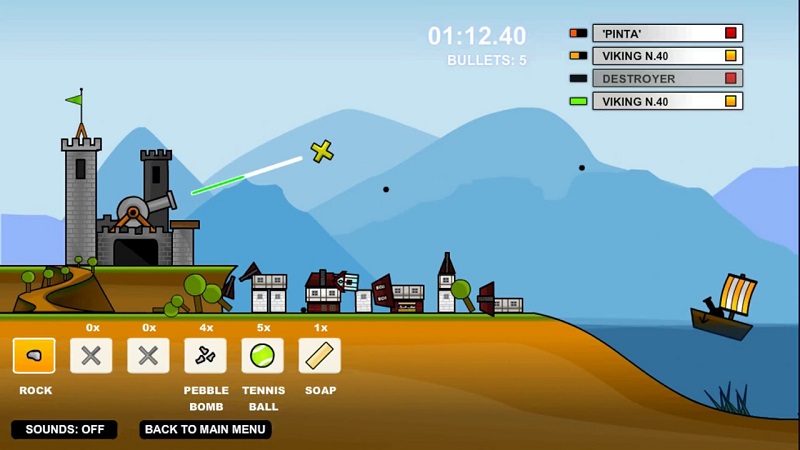 01:12.40
BULLETS: 5
'PINTA'
VIKING N.40
DESTROYER
VIKING N.40
0x
0x
4x
5x
1x
ROCK
PEBBLE
BOMB
TENNIS
BALL
SOAP
SOUNDS: OFF
BACK TO MAIN MENU